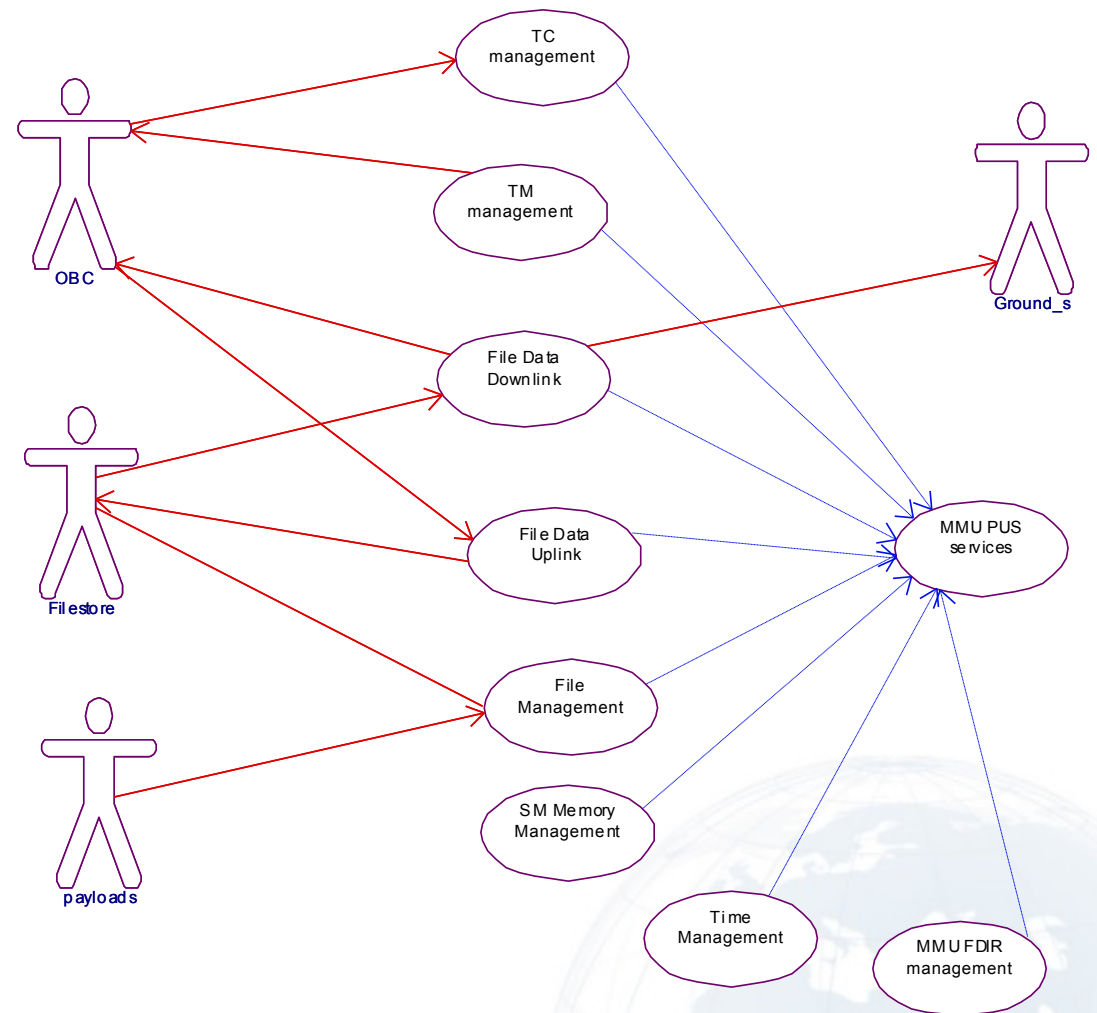 TC
management
TM
management
OBC
Ground_s
File Data
Downlink
File Data
Uplink
MMU PUS
services
Filestore
File
Management
SM Memory
Management
payloads
Time
Management
MMU FDIR
management